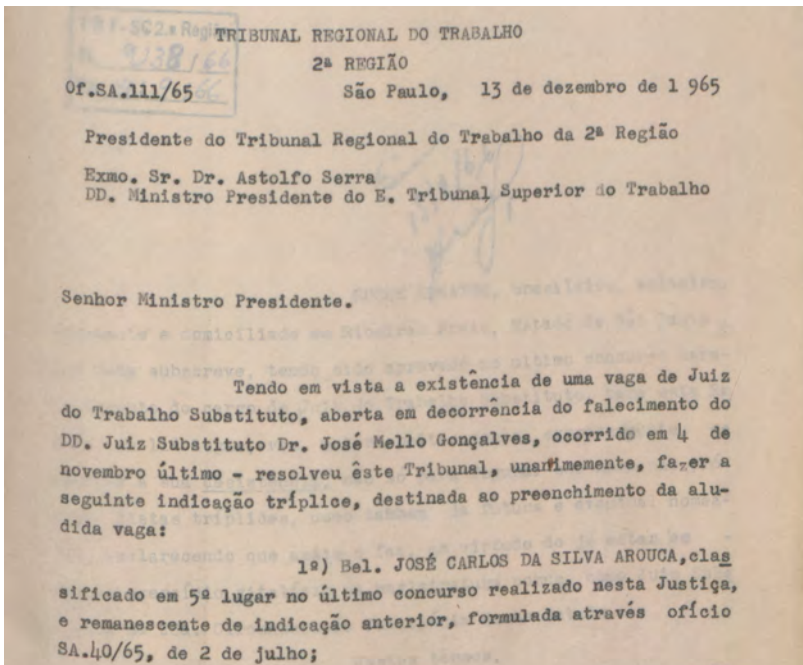 TRIBUNAL REGIONAL DO TRABALHO
2ª REGIÃO
Of.SA.111/65
São Paulo, 13 de dezembro de 1 965
Presidente do Tribunal Regional do Trabalho da 2ª Região
Exmo. Sr. Dr. Astolfo Serra
DD. Ministro Presidente do E. Tribunal Superior do Trabalho
Senhor Ministro Presidente.
Tendo em vista a existência de uma vaga de Juiz
do Trabalho Substituto, aberta em decorrência do falecimento do
DD. Juiz Substituto Dr. José Mello Gonçalves, ocorrido em 4 de
novembro último - resolveu êste Tribunal, unanimemente, fazer a
seguinte indicação tríplice, destinada ao preenchimento da alu-
dida vaga:
1º) Bel. JOSÉ CARLOS DA SILVA AROUCA,clas
sificado em 5º lugar no último concurso realizado nesta Justiça,
e remanescente de indicação anterior, formulada através ofício
SA.40/65, de 2 de julho;